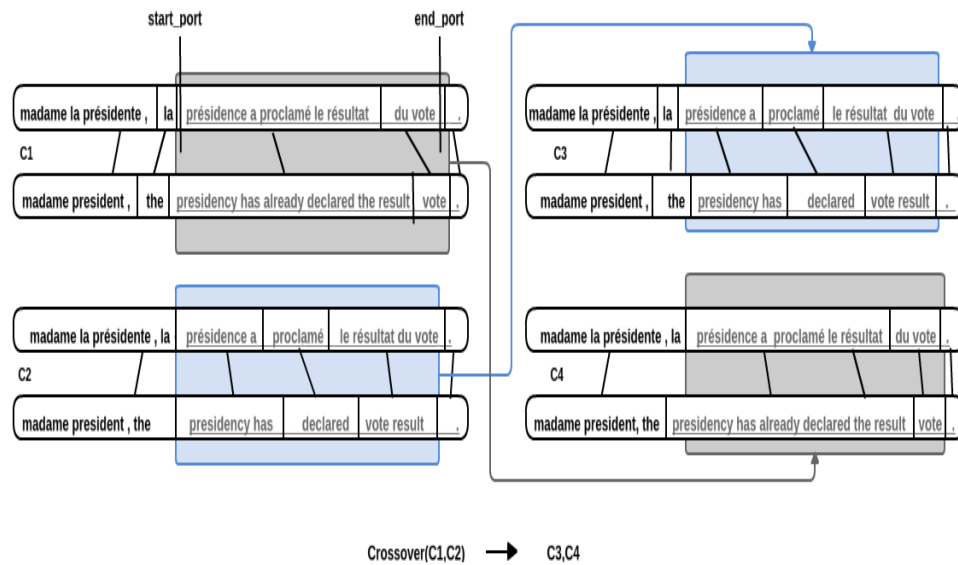 start_port end_port
madame la présidente , la présidence a proclamé le résultat du vote .
C1
madame president , the presidency has already declared the result vote .
madame la présidente , la présidence a proclamé le résultat du vote .
C2
madame president , the presidency has declared vote result .
madame la présidente , la présidence a proclamé le résultat du vote .
C3
madame president , the presidency has declared vote result .
madame la présidente , la présidence a proclamé le résultat du vote .
C4
madame president, the presidency has already declared the result vote .
Crossover(C1,C2) C3,C4